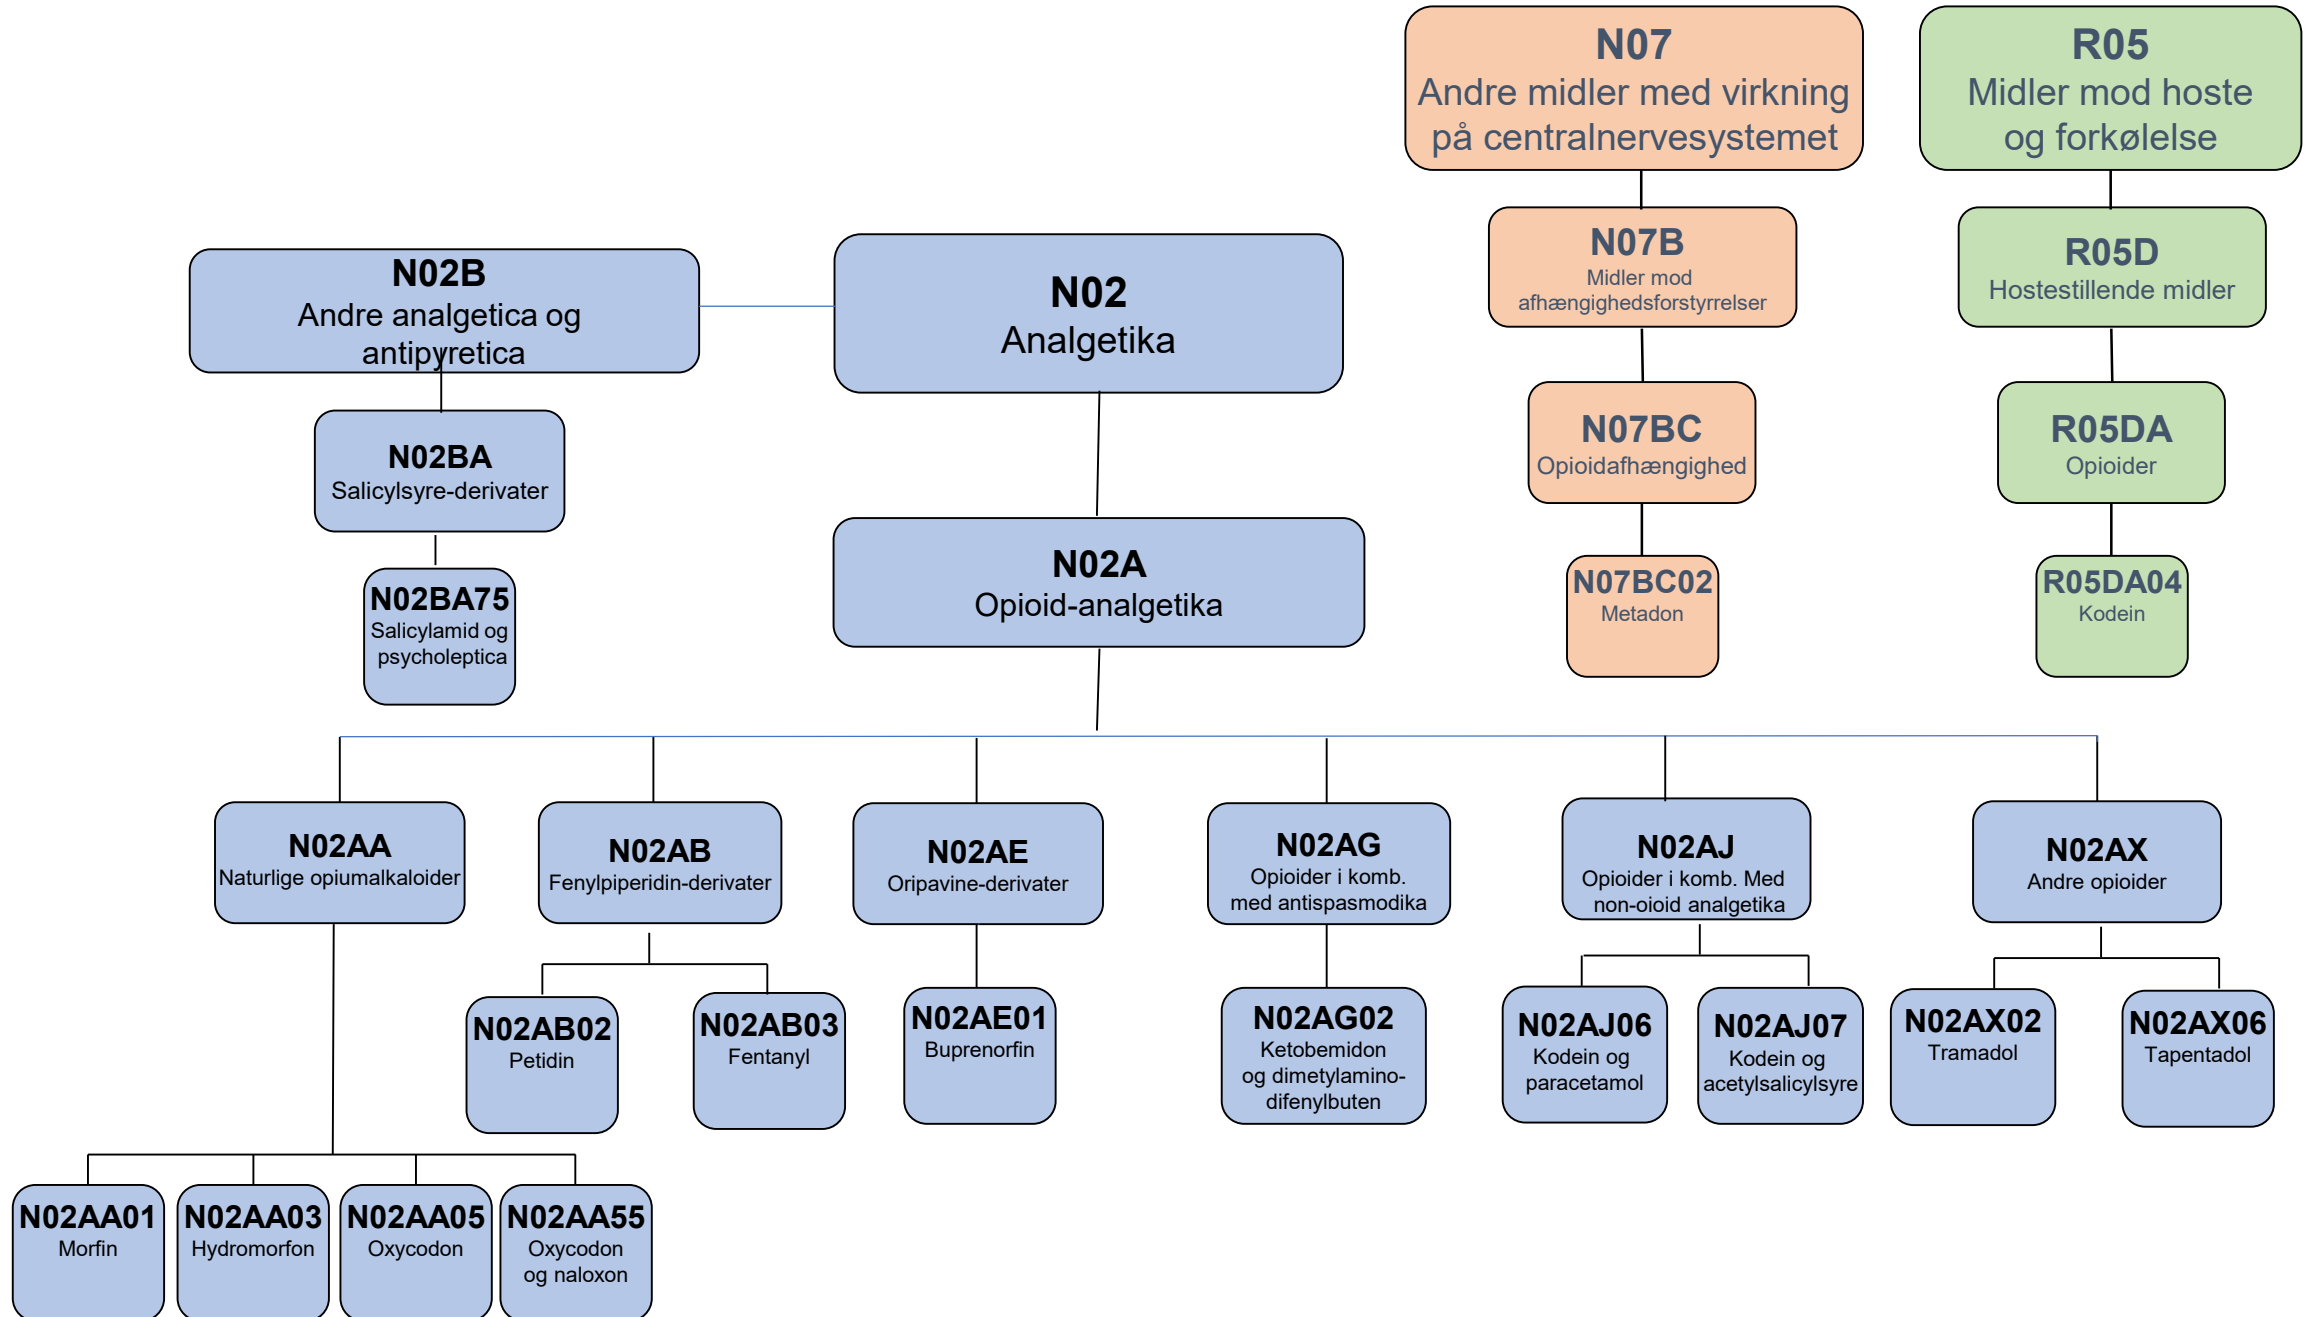 N07
Andre midler med virkning
på centralnervesystemet
R05
Midler mod hoste
og forkølelse
N07B
Midler mod
afhængighedsforstyrrelser
R05D
Hostestillende midler
N02B
Andre analgetica og
antipyretica
N02
Analgetika
N02BA
Salicylsyre-derivater
N07BC
Opioidafhængighed
R05DA
Opioider
N02BA75
Salicylamid og
psycholeptica
N02A
Opioid-analgetika
N07BC02
Metadon
R05DA04
Kodein
N02AA
Naturlige opiumalkaloider
N02AB
Fenylpiperidin-derivater
N02AE
Oripavine-derivater
N02AG
Opioider i komb.
med antispasmodika
N02AJ
Opioider i komb. Med
non-oioid analgetika
N02AX
Andre opioider
N02AB02
Petidin
N02AB03
Fentanyl
N02AE01
Buprenorfin
N02AG02
Ketobemidon
og dimetylamino-
difenylbuten
N02AJ06
Kodein og
paracetamol
N02AJ07
Kodein og
acetylsalicylsyre
N02AX02
Tramadol
N02AX06
Tapentadol
N02AA01
Morfin
N02AA03
Hydromorfon
N02AA05
Oxycodon
N02AA55
Oxycodon
og naloxon